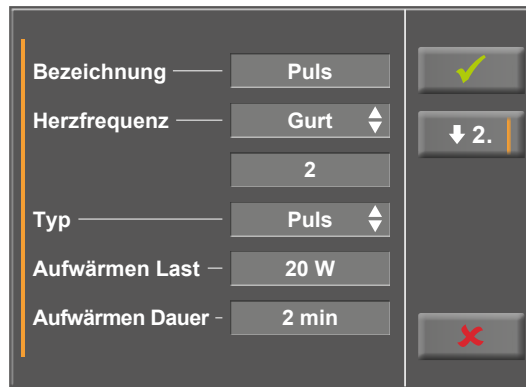 Bezeichnung Puls
Herzfrequenz Gurt
2. 
2
Typ Puls
Aufwärmen Last 20 W
Aufwärmen Dauer 2 min